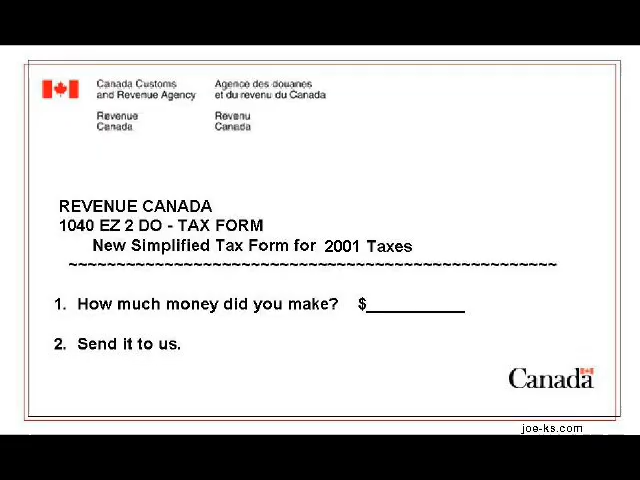 Canada Customs
and Revenue Agency
Agence des douanes
et du revenu du Canada
Revenue
Canada
Revenu
Canada
REVENUE CANADA
1040 EZ 2 DO - TAX FORM
New Simplified Tax Form for 2001 Taxes
~~~~~~~~~~~~~~~~~~~~~~~~~~~~~~~~~~~~~~~~~~~~~~~~~~~
1. How much money did you make? $___________
2. Send it to us.
Canada
joe-ks.com